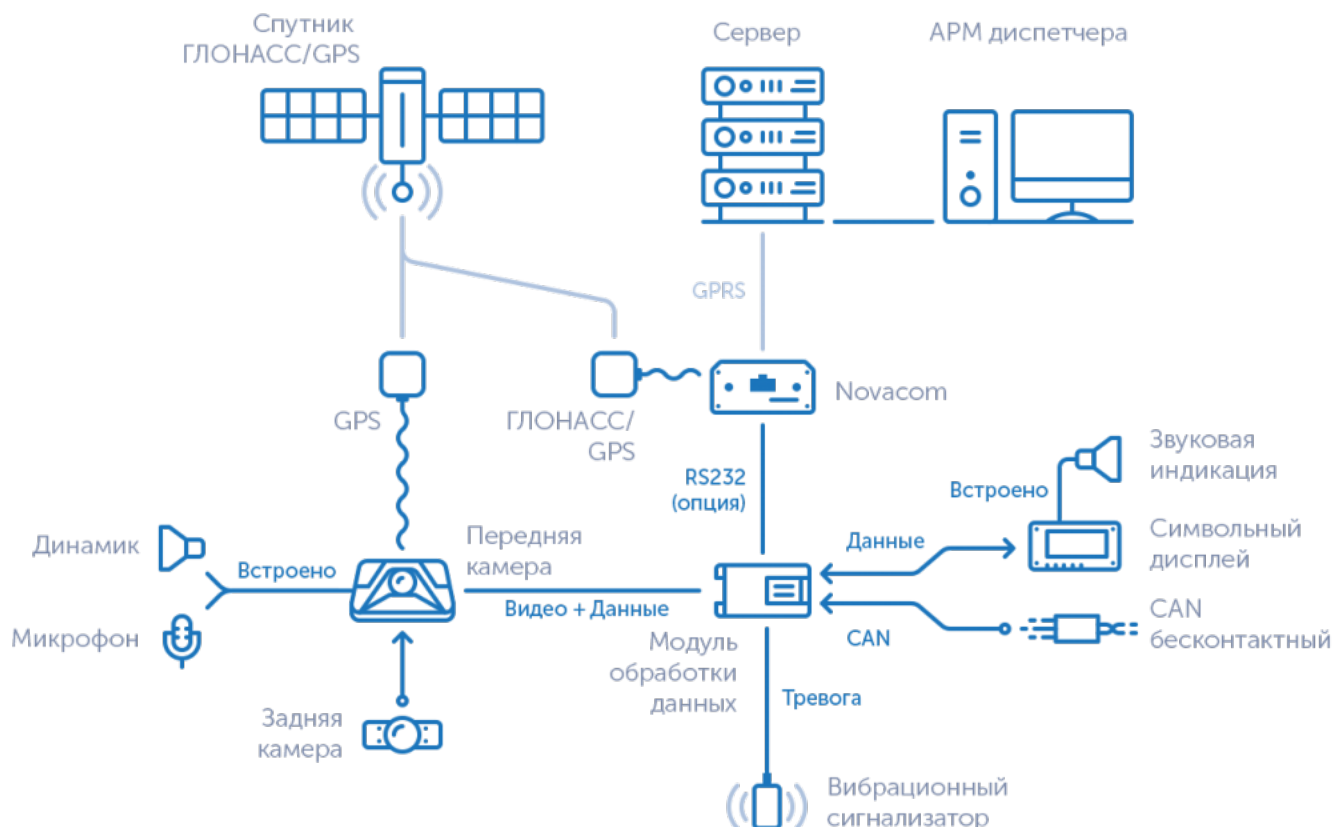 Спутник
ГЛОНАСС/GPS
Сервер
АРМ диспетчера
GPRS
GPS
ГЛОНАСС/
GPS
Novacom
RS232
(опция)
Звуковая
индикация
Встроено
Динамик
Встроено
Передняя
камера
Данные
Символьный
дисплей
Видео + Данные
Микрофон
Модуль
обработки
данных
CAN
CAN
бесконтактный
Тревога
Задняя
камера
Вибрационный
сигнализатор